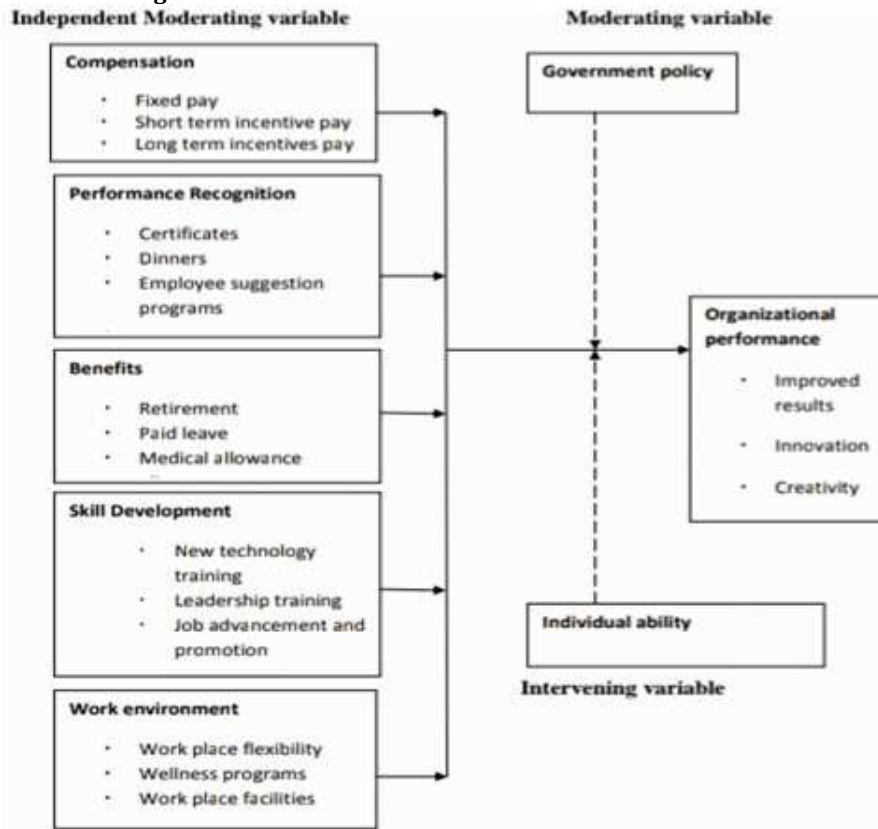 Independent Moderating variable
Moderating variable
Compensation
· Fixed pay
· Short term incentive pay
· Long term incentives pay
Performance Recognition
· Certificates
· Dinners
· Employee suggestion
programs
Benefits
· Retirement
· Paid leave
· Medical allowance
Skill Development
· New technology
training
· Leadership training
· Job advancement and
promotion
Work environment
· Work place flexibility
· Wellness programs
· Work place facilities
Government policy
Organizational
performance
· Improved
results
· Innovation
· Creativity
Individual ability
Intervening variable